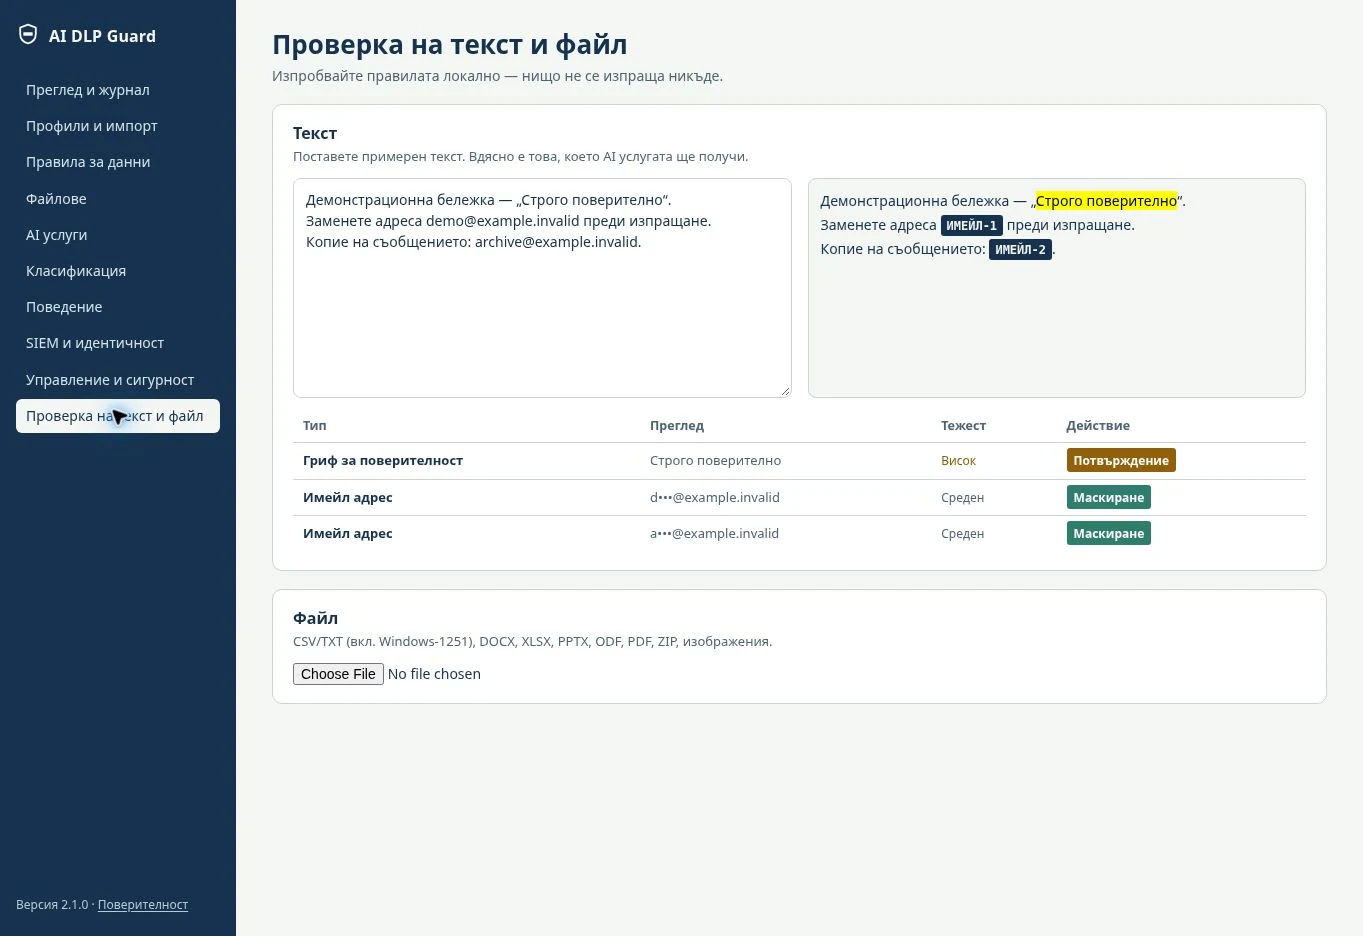 AI DLP Guard
Преглед и журнал
Профили и импорт
Правила за данни
Файлове
AI услуги
Класификация
Поведение
SIEM и идентичност
Управление и сигурност
Проверка на текст и файл
Версия 2.1.0 · Поверителност
Проверка на текст и файл
Изпробвайте правилата локално — нищо не се изпраща никъде.
Текст
Поставете примерен текст. Вдясно е това, което AI услугата ще получи.
Демонстрационна бележка — „Строго поверително“.
Заменете адреса demo@example.invalid преди изпращане.
Копие на съобщението: archive@example.invalid.
Демонстрационна бележка — „Строго поверително“.
Заменете адреса ИМЕЙЛ-1 преди изпращане.
Копие на съобщението: ИМЕЙЛ-2.
Тип Преглед Тежест Действие
Гриф за поверителност Строго поверително Висок Потвърждение
Имейл адрес d•••@example.invalid Среден Маскиране
Имейл адрес a•••@example.invalid Среден Маскиране
Файл
CSV/TXT (вкл. Windows-1251), DOCX, XLSX, PPTX, ODF, PDF, ZIP, изображения.
Choose File No file chosen